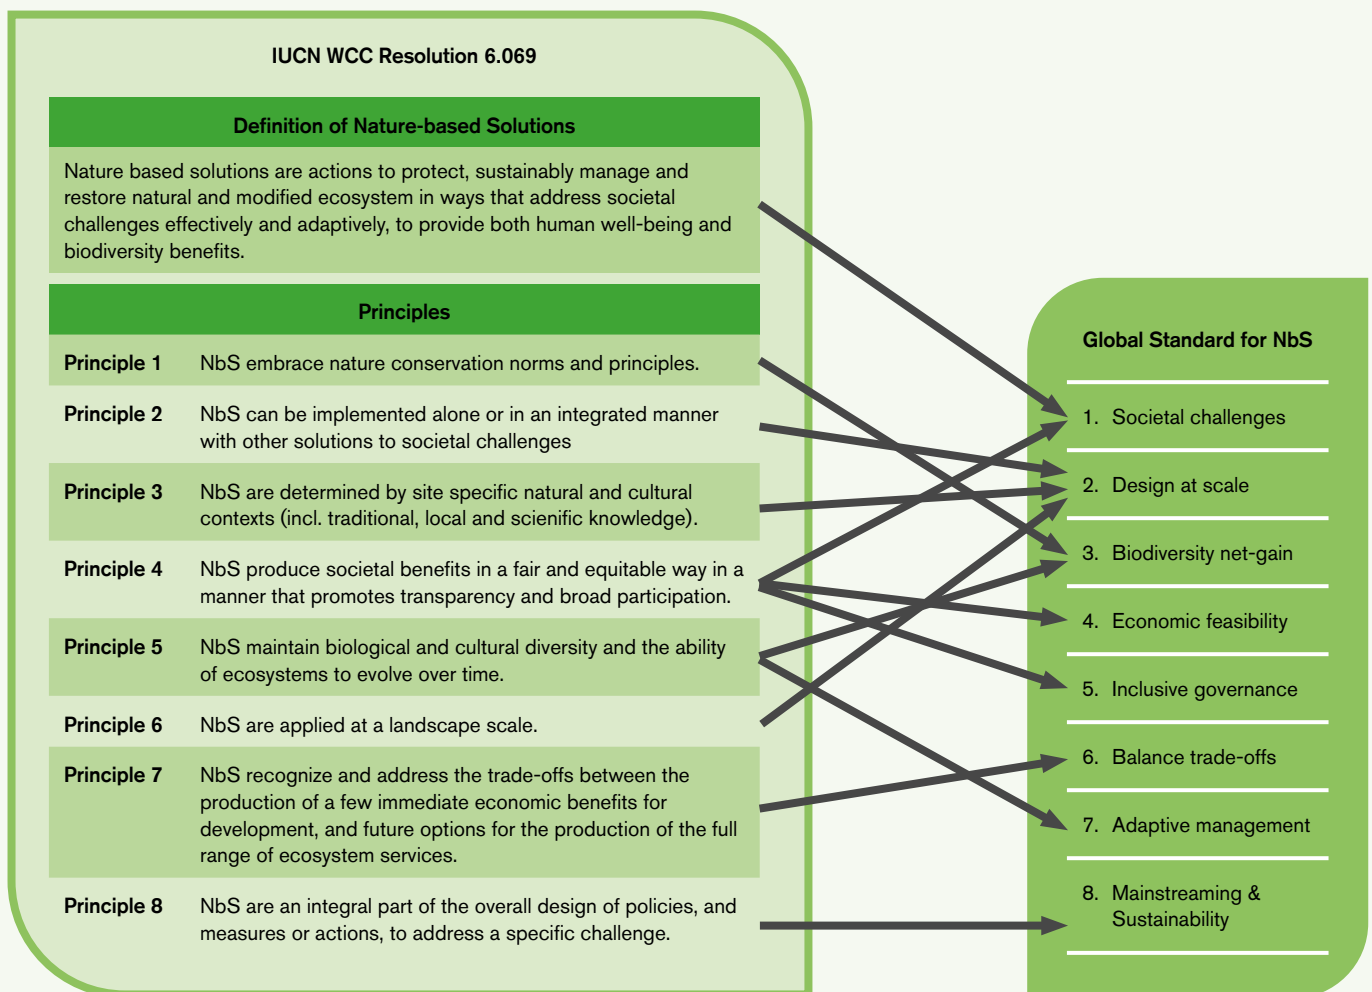 IUCN WCC Resolution 6.069
Definition of Nature-based Solutions
Nature based solutions are actions to protect, sustainably manage and
restore natural and modified ecosystem in ways that address societal
challenges effectively and adaptively, to provide both human well-being and
biodiversity benefits.
Principles
Principle 1 NbS embrace nature conservation norms and principles.
Principle 2 NbS can be implemented alone or in an integrated manner
with other solutions to societal challenges
Principle 3 NbS are determined by site specific natural and cultural
contexts (incl. traditional, local and scienific knowledge).
Principle 4 NbS produce societal benefits in a fair and equitable way in a
manner that promotes transparency and broad participation.
Principle 5 NbS maintain biological and cultural diversity and the ability
of ecosystems to evolve over time.
Principle 6 NbS are applied at a landscape scale.
Principle 7 NbS recognize and address the trade-offs between the
production of a few immediate economic benefits for
development, and future options for the production of the full
range of ecosystem services.
Principle 8 NbS are an integral part of the overall design of policies, and
measures or actions, to address a specific challenge.
Global Standard for NbS
1. Societal challenges
2. Design at scale
3. Biodiversity net-gain
4. Economic feasibility
5. Inclusive governance
6. Balance trade-offs
7. Adaptive management
8. Mainstreaming &
Sustainability